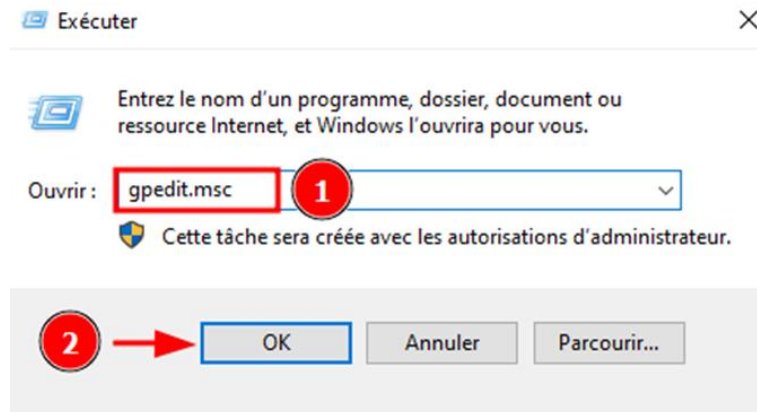 Exécuter
Entrez le nom d'un programme, dossier, document ou
ressource Internet, et Windows l'ouvrira pour vous.
Ouvrir : gpedit.msc 1
Cette tâche sera créée avec les autorisations d'administrateur.
2 OK Annuler Parcourir...